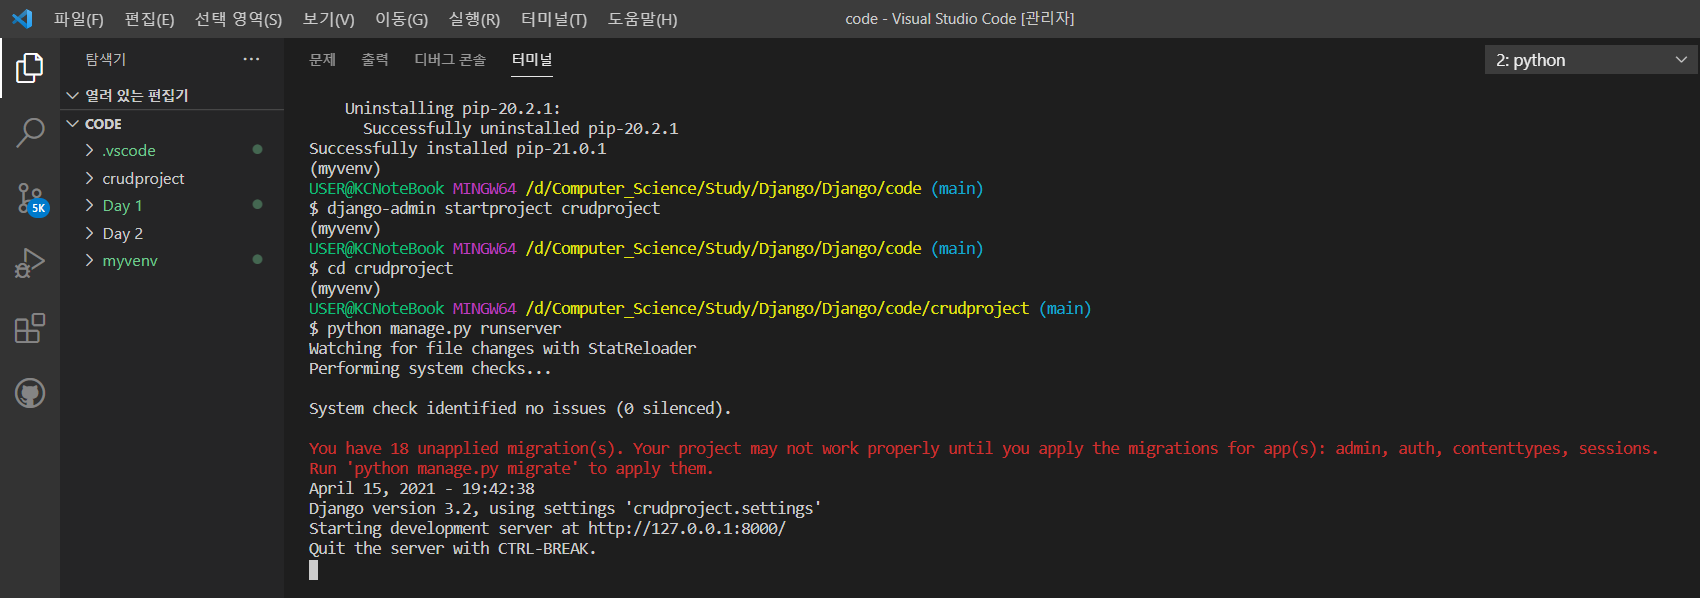 파일(F) 편집(E) 선택 영역(S) 보기(V) 이동(G) 실행(R) 터미널(T) 도움말(H) code - Visual Studio Code [관리자]
탐색기 ···
문제 출력 디버그 콘솔 터미널 2: python
열려 있는 편집기
CODE
.vscode
crudproject
Day 1
Day 2
myvenv
5K
Uninstalling pip-20.2.1:
Successfully uninstalled pip-20.2.1
Successfully installed pip-21.0.1
(myvenv)
USER@KCNoteBook MINGW64 /d/Computer_Science/Study/Django/Django/code (main)
$ django-admin startproject crudproject
(myvenv)
USER@KCNoteBook MINGW64 /d/Computer_Science/Study/Django/Django/code (main)
$ cd crudproject
(myvenv)
USER@KCNoteBook MINGW64 /d/Computer_Science/Study/Django/Django/code/crudproject (main)
$ python manage.py runserver
Watching for file changes with StatReloader
Performing system checks...
System check identified no issues (0 silenced).
You have 18 unapplied migration(s). Your project may not work properly until you apply the migrations for app(s): admin, auth, contenttypes, sessions.
Run 'python manage.py migrate' to apply them.
April 15, 2021 - 19:42:38
Django version 3.2, using settings 'crudproject.settings'
Starting development server at http://127.0.0.1:8000/
Quit the server with CTRL-BREAK.